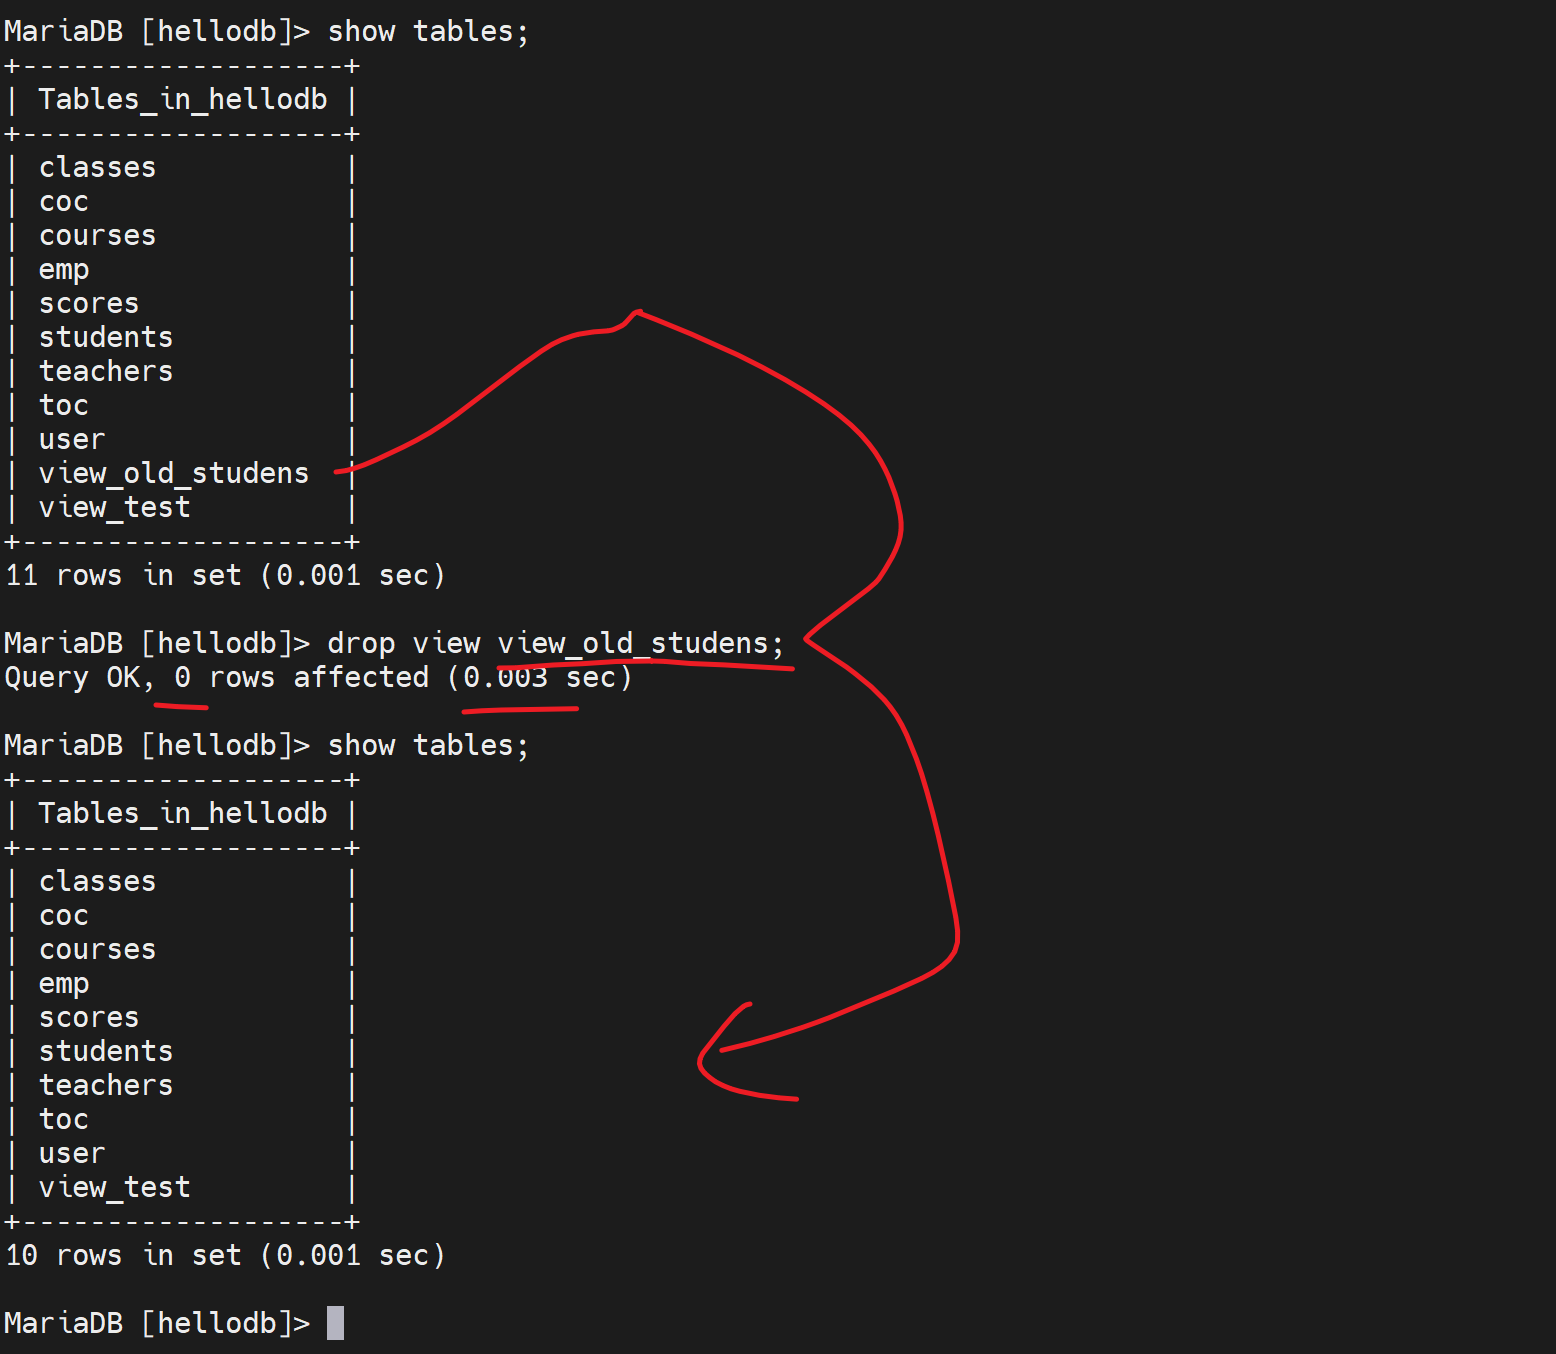 MariaDB [hellodb]> show tables;
+-------------------+
| Tables_in_hellodb |
+-------------------+
| classes           |
| coc               |
| courses           |
| emp               |
| scores            |
| students          |
| teachers          |
| toc               |
| user              |
| view_old_studens  |
| view_test         |
+-------------------+
11 rows in set (0.001 sec)
MariaDB [hellodb]> drop view view_old_studens;
Query OK, 0 rows affected (0.003 sec)
MariaDB [hellodb]> show tables;
+-------------------+
| Tables_in_hellodb |
+-------------------+
| classes           |
| coc               |
| courses           |
| emp               |
| scores            |
| students          |
| teachers          |
| toc               |
| user              |
| view_test         |
+-------------------+
10 rows in set (0.001 sec)
MariaDB [hellodb]>